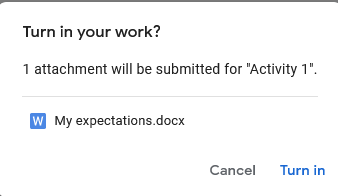 Turn in your work?
1 attachment will be submitted for "Activity 1".
W My expectations.docx
Cancel Turn in